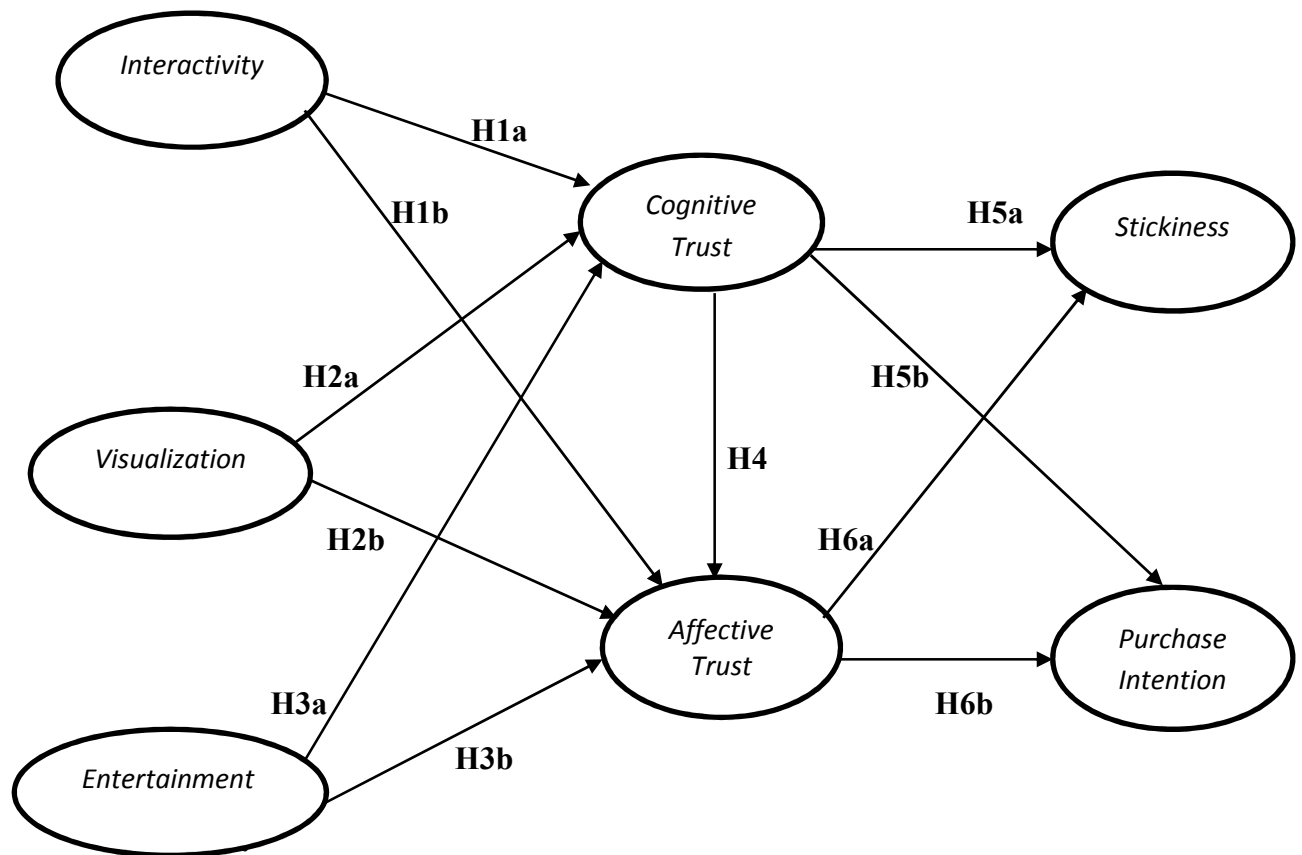 Interactivity
H1a
Cognitive
Trust
H1b
H5a
Stickiness
H2a
H5b
Visualization
H4
H2b
H6a
Affective
Trust
Purchase
Intention
H3a
H6b
H3b
Entertainment